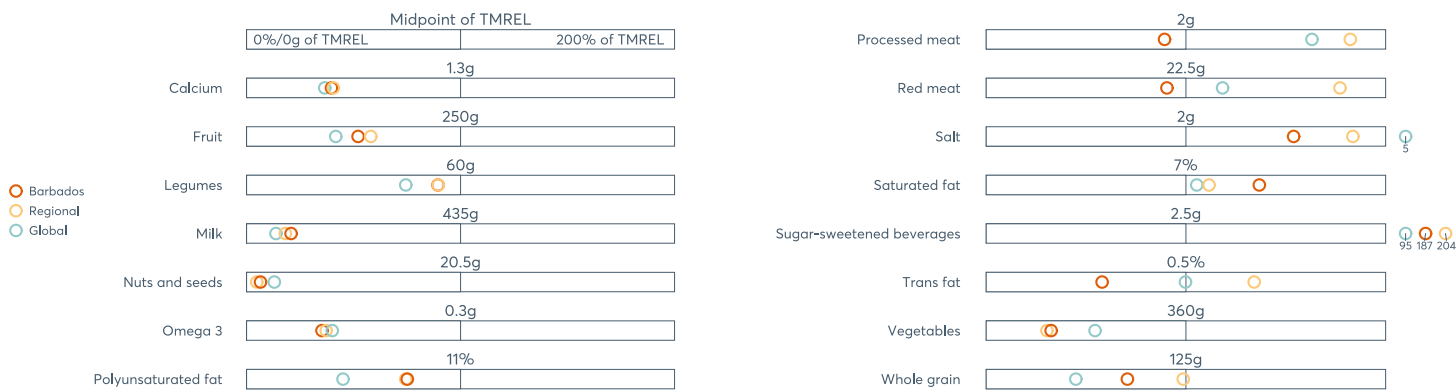 Midpoint of TMREL
0%/0g of TMREL 200% of TMREL
1.3g
Calcium
250g
Fruit
60g
Legumes
435g
Milk
20.5g
Nuts and seeds
0.3g
Omega 3
11%
Polyunsaturated fat
Barbados
Regional
Global
2g
Processed meat
22.5g
Red meat
2g
Salt
5
7%
Saturated fat
2.5g
Sugar-sweetened beverages
95 187 204
0.5%
Trans fat
360g
Vegetables
125g
Whole grain